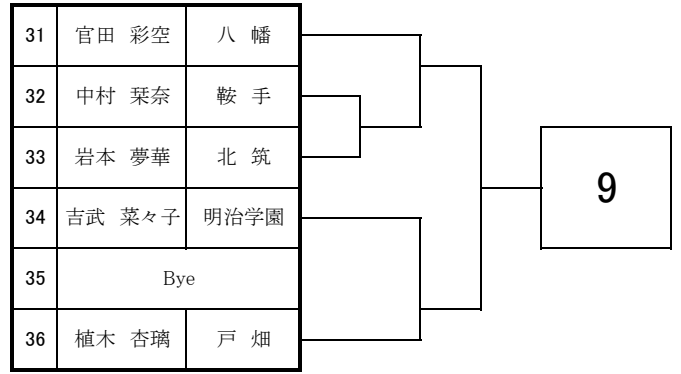 31 官田 彩空 八 幡
32 中村 栞奈 鞍 手
33 岩本 夢華 北 筑
34 吉武 菜々子 明治学園
35 Bye
36 植木 杏璃 戸 畑
9